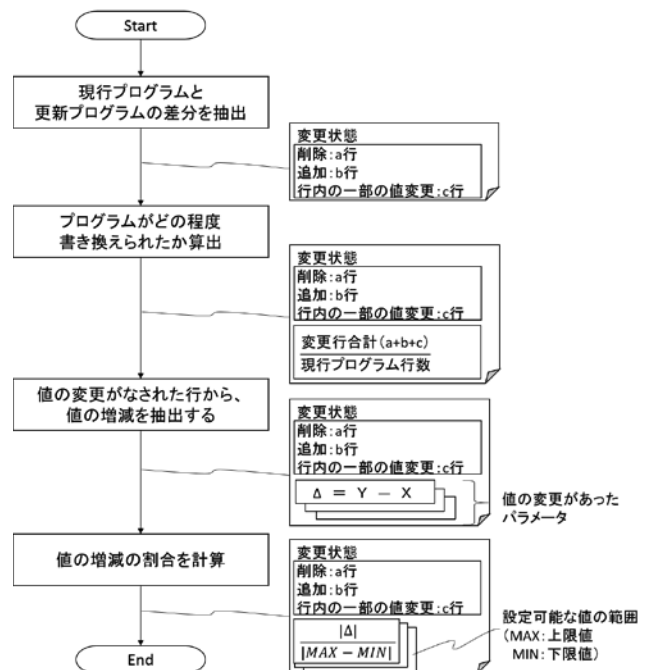 Start
現行プログラムと
更新プログラムの差分を抽出
変更状態
削除:a行
追加:b行
行内の一部の値変更:c行
プログラムがどの程度
書き換えられたか算出
変更状態
削除:a行
追加:b行
行内の一部の値変更:c行
変更行合計(a+b+c)
現行プログラム行数
値の変更がなされた行から、
値の増減を抽出する
変更状態
削除:a行
追加:b行
行内の一部の値変更:c行
Δ = Y - X
値の変更があった
パラメータ
値の増減の割合を計算
変更状態
削除:a行
追加:b行
行内の一部の値変更:c行
|Δ|
|MAX - MIN|
設定可能な値の範囲
(MAX:上限値
MIN:下限値)
End